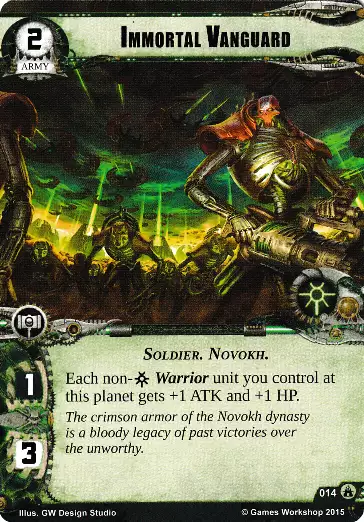 2
ARMY
IMMORTAL VANGUARD
SOLDIER. NOVOKH.
1
Each non- Warrior unit you control at
this planet gets +1 ATK and +1 HP.
3
The crimson armor of the Novokh dynasty
is a bloody legacy of past victories over
the unworthy.
014
Illus. GW Design Studio
© Games Workshop 2015